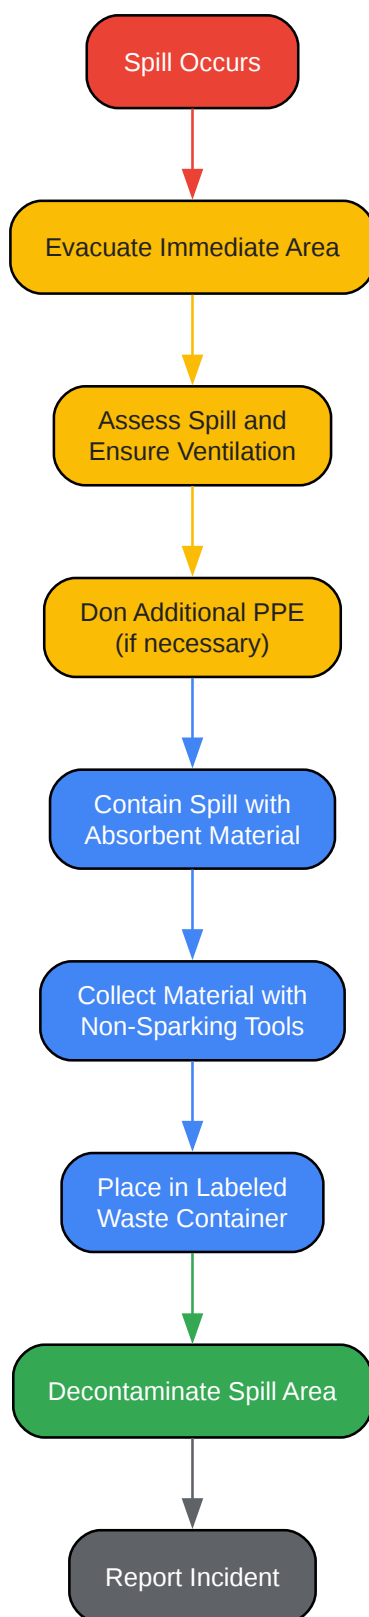 Spill Occurs
Evacuate Immediate Area
Assess Spill and
Ensure Ventilation
Don Additional PPE
(if necessary)
Contain Spill with
Absorbent Material
Collect Material with
Non-Sparking Tools
Place in Labeled
Waste Container
Decontaminate Spill Area
Report Incident